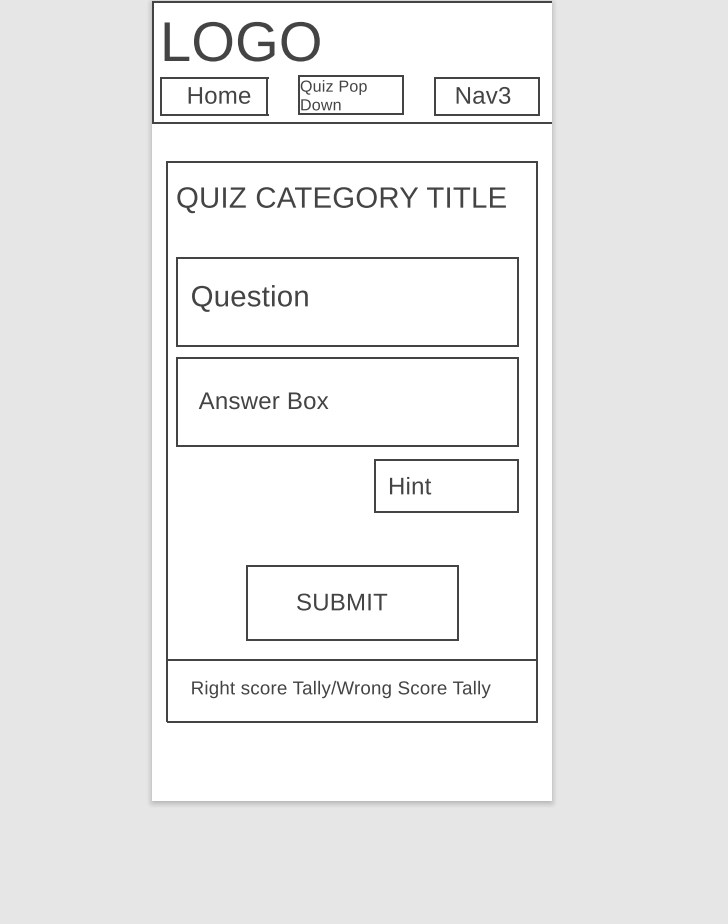 LOGO
Home
Quiz Pop
Down
Nav3
QUIZ CATEGORY TITLE
Question
Answer Box
Hint
SUBMIT
Right score Tally/Wrong Score Tally